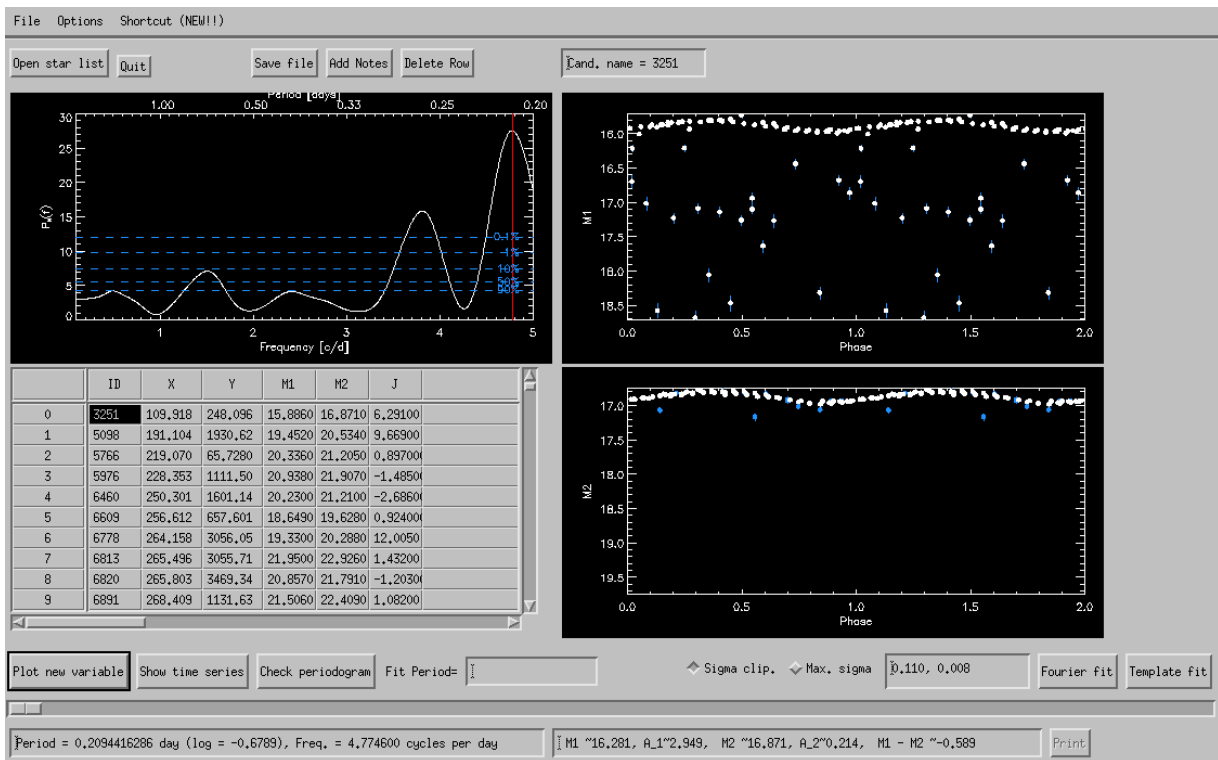 File Options Shortcut (NEW!!)
Open star list Quit Save file Add Notes Delete Row Cand. name = 3251
Period [days]
1.00 0.50 0.33 0.25 0.20
30
25
20
15
10
5
0
P_N(f)
0.1%
1%
10%
1 2 3 4 5
Frequency [c/d]
16.0
16.5
17.0
17.5
18.0
18.5
M1
0.0 0.5 1.0 1.5 2.0
Phase
ID X Y M1 M2 J
0 3251 109.918 248.096 15.8860 16.8710 6.29100
1 5098 191.104 1930.62 19.4520 20.5340 9.66900
2 5766 219.070 65.7280 20.3360 21.2050 0.89700
3 5976 228.353 1111.50 20.9380 21.9070 -1.4850
4 6460 250.301 1601.14 20.2300 21.2100 -2.6860
5 6609 256.612 657.601 18.6490 19.6280 0.92400
6 6778 264.158 3056.05 19.3300 20.2880 12.0050
7 6813 265.496 3055.71 21.9500 22.9260 1.43200
8 6820 265.803 3469.34 20.8570 21.7910 -1.2030
9 6891 268.409 1131.63 21.5060 22.4090 1.08200
17.0
17.5
18.0
18.5
19.0
19.5
M2
0.0 0.5 1.0 1.5 2.0
Phase
Plot new variable Show time series Check periodogram Fit Period= Sigma clip. Max. sigma 0.110, 0.008 Fourier fit Template fit
Period = 0.2094416286 day (log = -0.6789), Freq. = 4.774600 cycles per day M1 ~16.281, A_1~2.949, M2 ~16.871, A_2~0.214, M1 - M2 ~-0.589 Print